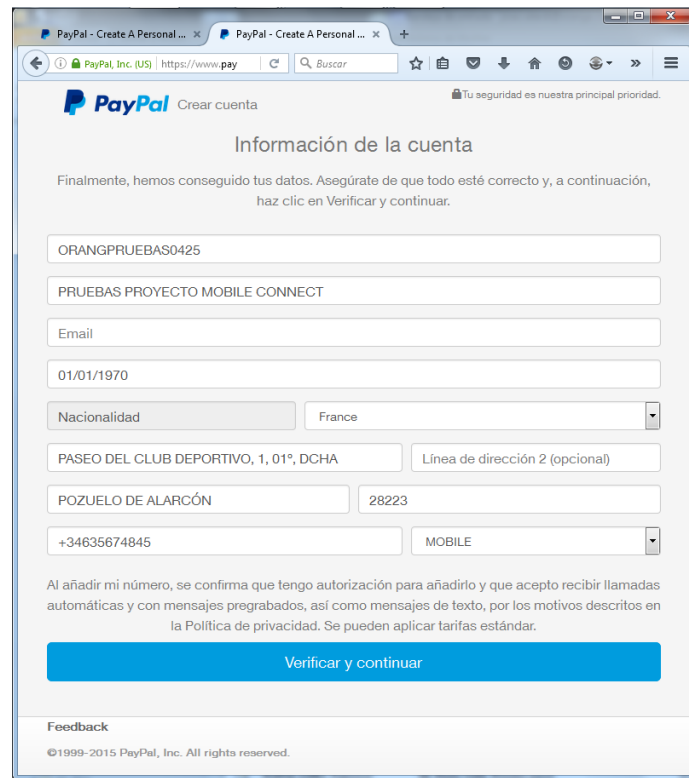 PayPal - Create A Personal ... × PayPal - Create A Personal ... × +
PayPal, Inc. (US) https://www.pay Buscar
PayPal Crear cuenta Tu seguridad es nuestra principal prioridad.
Información de la cuenta
Finalmente, hemos conseguido tus datos. Asegúrate de que todo esté correcto y, a continuación,
haz clic en Verificar y continuar.
ORANGPRUEBAS0425
PRUEBAS PROYECTO MOBILE CONNECT
Email
01/01/1970
Nacionalidad France
PASEO DEL CLUB DEPORTIVO, 1, 01º, DCHA Línea de dirección 2 (opcional)
POZUELO DE ALARCÓN 28223
+34635674845 MOBILE
Al añadir mi número, se confirma que tengo autorización para añadirlo y que acepto recibir llamadas
automáticas y con mensajes pregrabados, así como mensajes de texto, por los motivos descritos en
la Política de privacidad. Se pueden aplicar tarifas estándar.
Verificar y continuar
Feedback
©1999-2015 PayPal, Inc. All rights reserved.